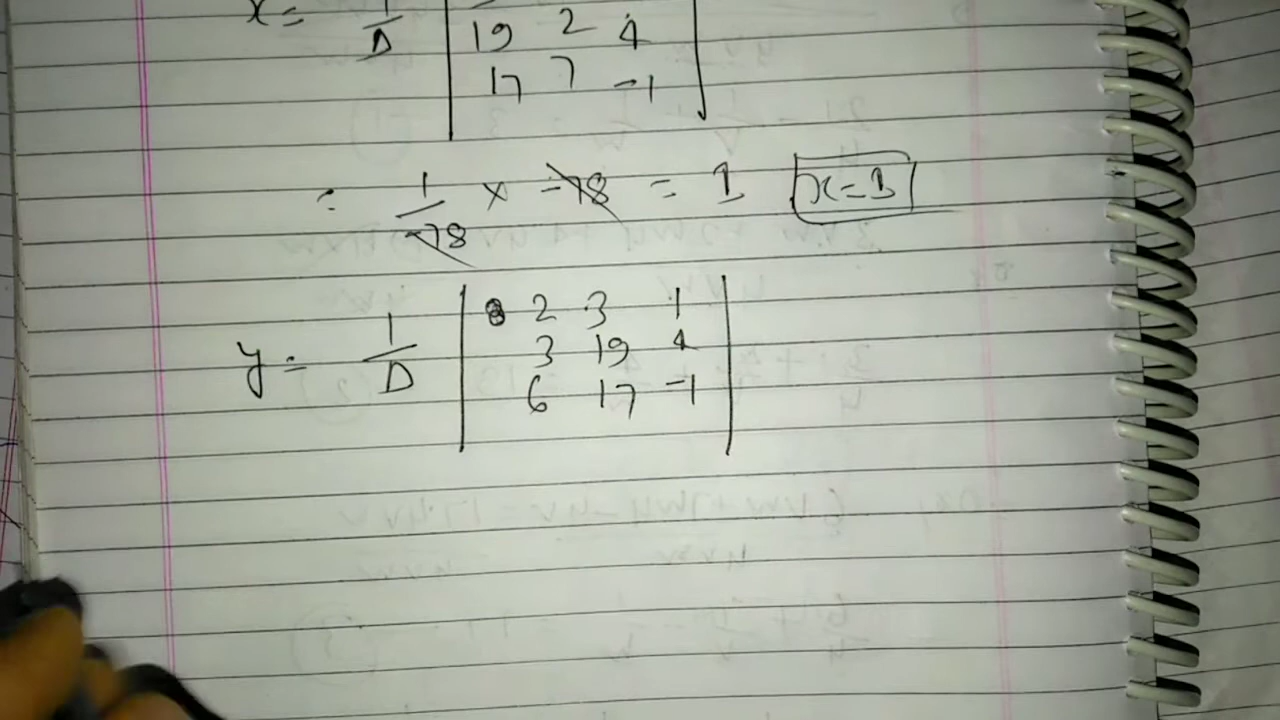 x = 1/D | 19 2 4
17 7 -1 |
= 1/-78 × -78 = 1 x=1
y = 1/D | 2 3 1
3 19 4
6 17 -1 |